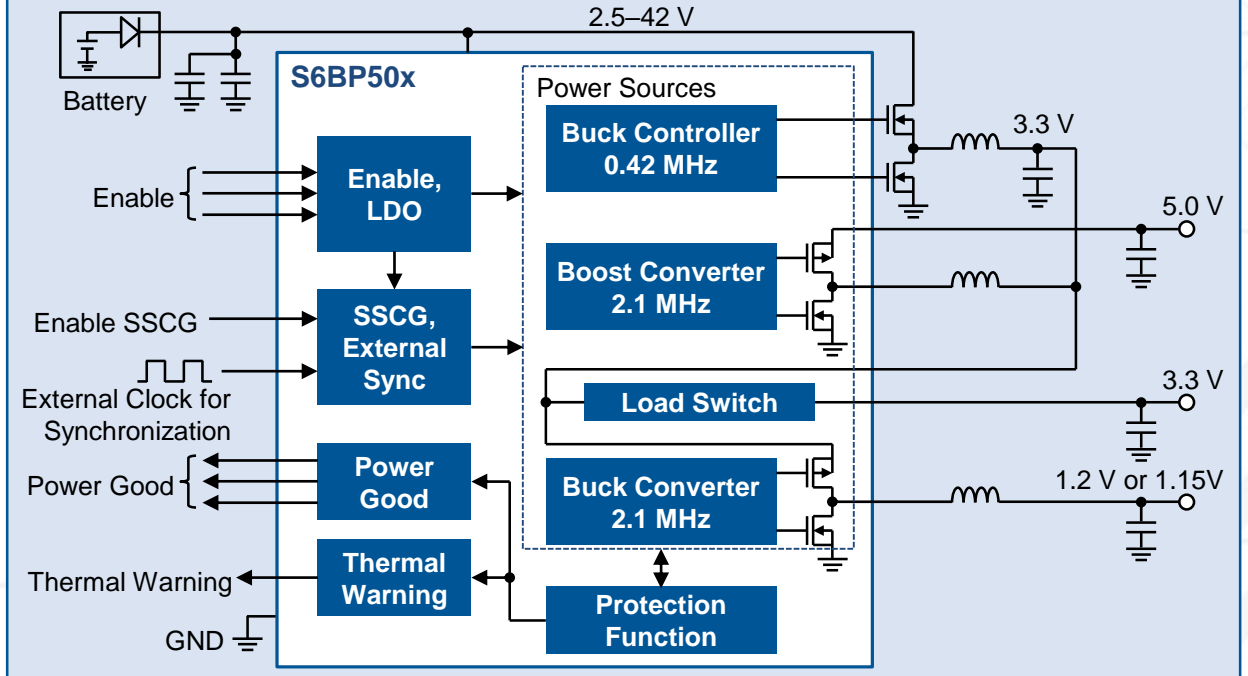 2.5–42 V
Battery
S6BP50x
Power Sources
Buck Controller
0.42 MHz
3.3 V
Enable
Enable,
LDO
5.0 V
Boost Converter
2.1 MHz
Enable SSCG
SSCG,
External
Sync
External Clock for
Synchronization
3.3 V
Load Switch
Power Good
Power
Good
Buck Converter
2.1 MHz
1.2 V or 1.15V
Thermal Warning
Thermal
Warning
Protection
Function
GND